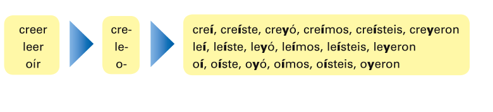 creer
leer
oír
cre-
le-
o-
creí, creíste, creyó, creímos, creísteis, creyeron
leí, leíste, leyó, leímos, leísteis, leyeron
oí, oíste, oyó, oímos, oísteis, oyeron